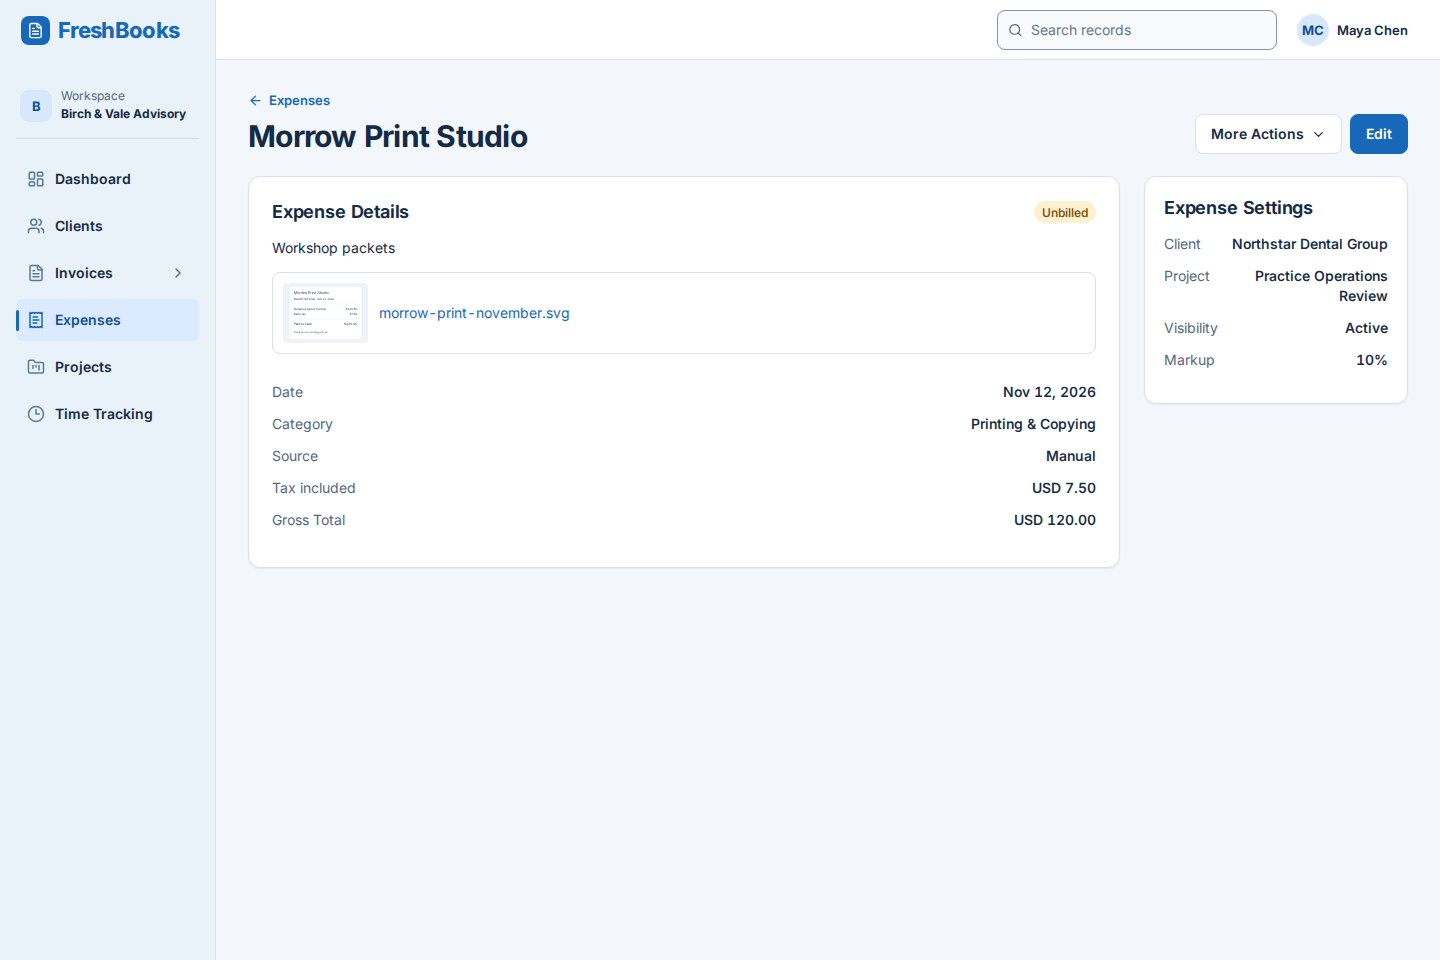 FreshBooks
Search records
MC
Maya Chen
B
Workspace
Birch & Vale Advisory
Dashboard
Clients
Invoices
Expenses
Projects
Time Tracking
Expenses
Morrow Print Studio
More Actions
Edit
Expense Details
Unbilled
Workshop packets
Morrow Print Studio
morrow-print-november.svg
Date
Nov 12, 2026
Category
Printing & Copying
Source
Manual
Tax included
USD 7.50
Gross Total
USD 120.00
Expense Settings
Client
Northstar Dental Group
Project
Practice Operations
Review
Visibility
Active
Markup
10%